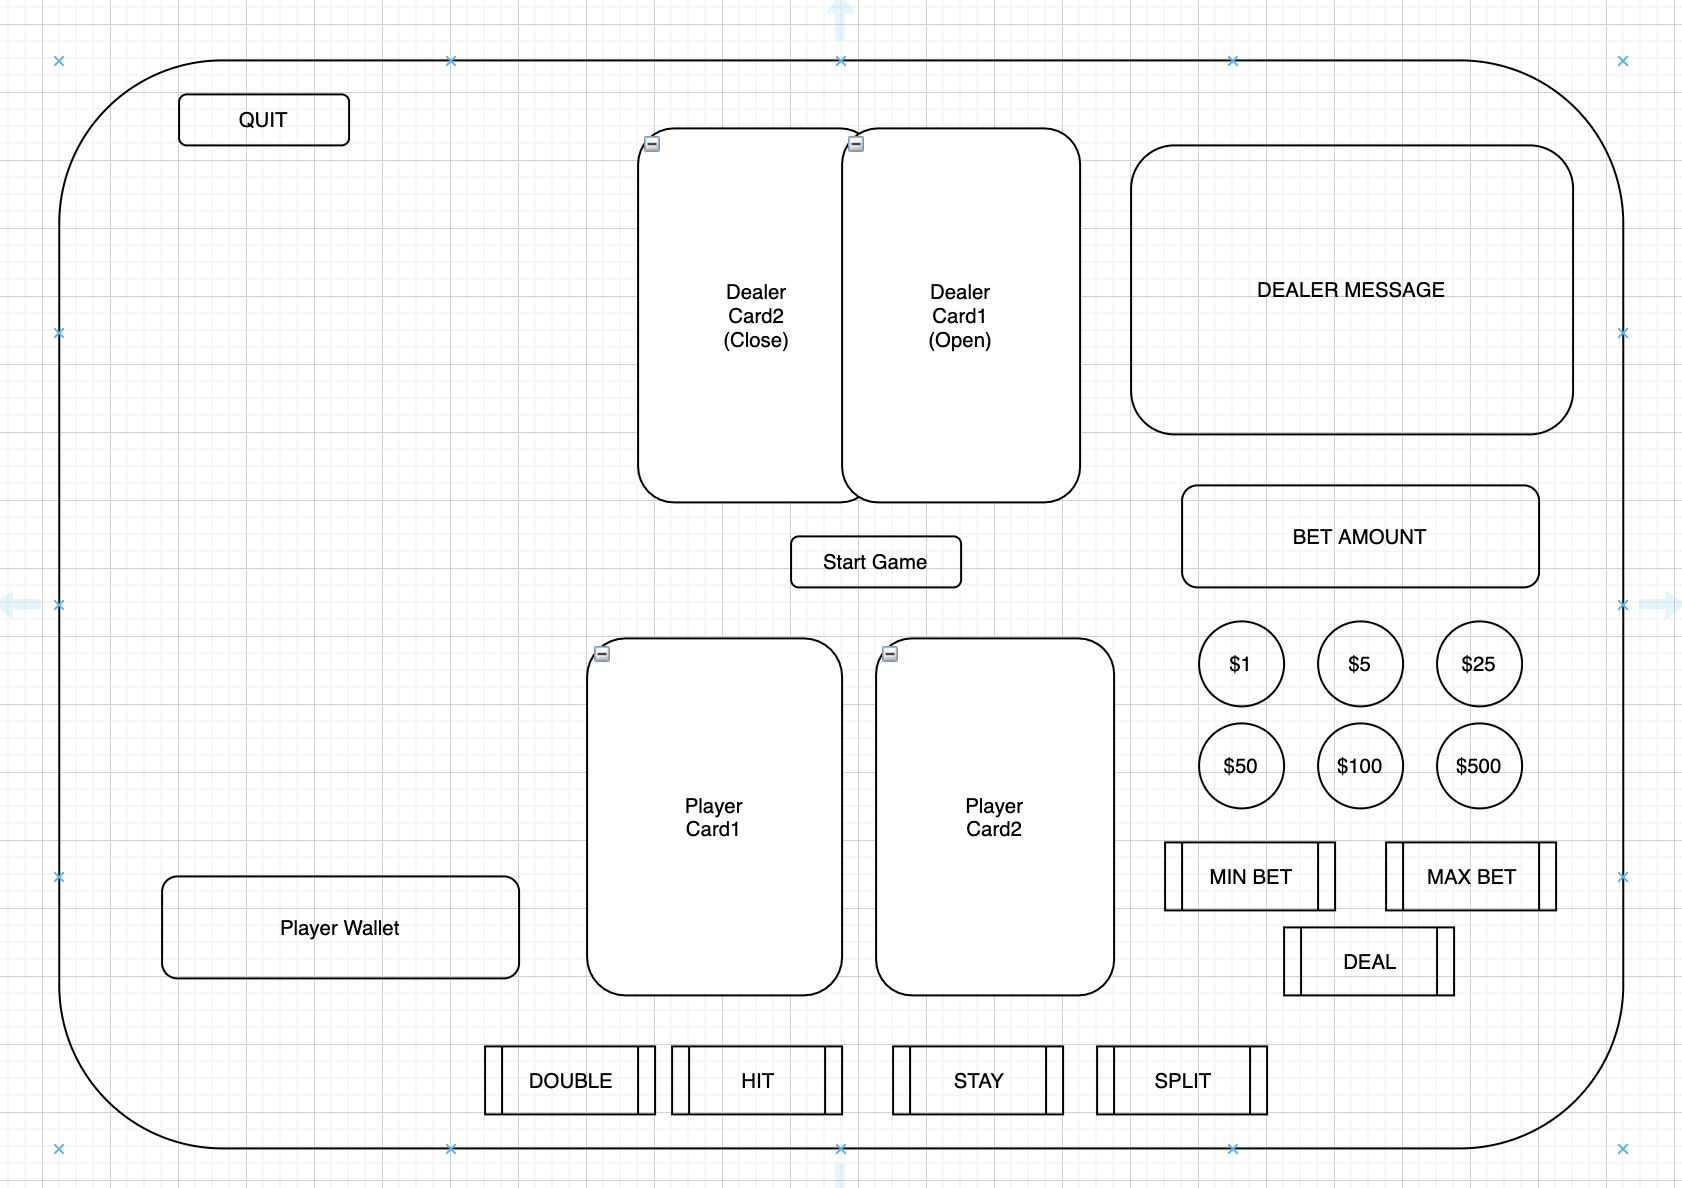 QUIT
Dealer
Card2
(Close)
Dealer
Card1
(Open)
DEALER MESSAGE
Start Game
BET AMOUNT
$1
$5
$25
$50
$100
$500
Player
Card1
Player
Card2
MIN BET
MAX BET
Player Wallet
DEAL
DOUBLE
HIT
STAY
SPLIT